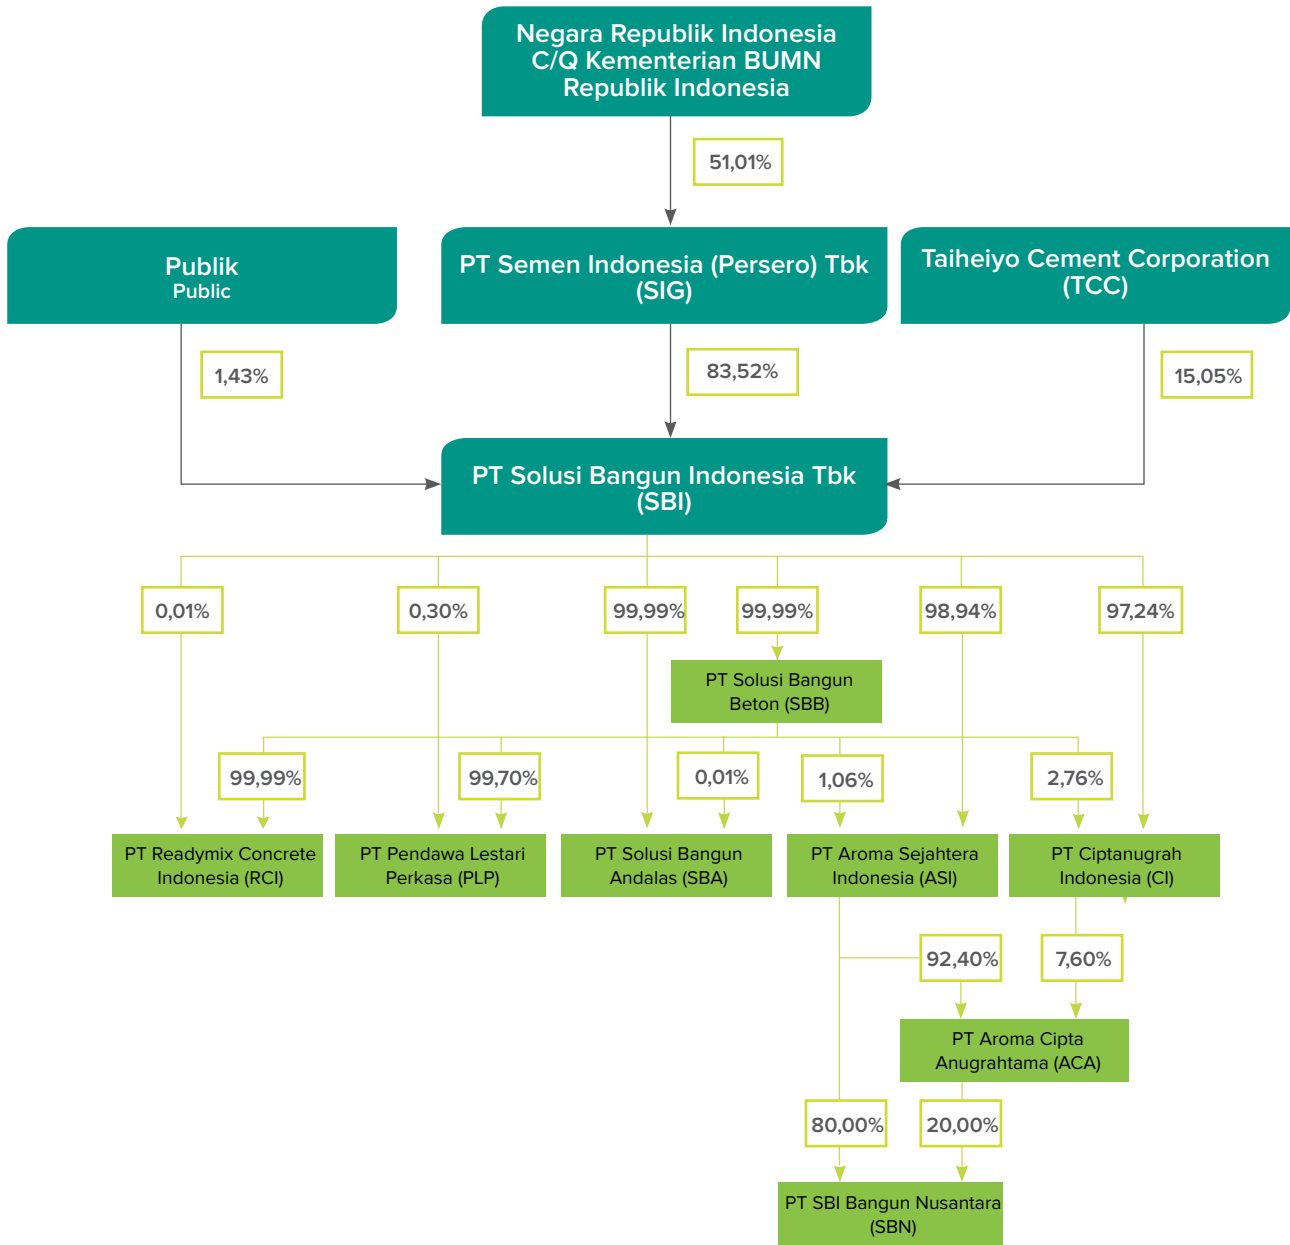 Negara Republik Indonesia
C/Q Kementerian BUMN
Republik Indonesia
51,01%
Publik
Public
PT Semen Indonesia (Persero) Tbk
(SIG)
Taiheiyo Cement Corporation
(TCC)
1,43%
83,52%
15,05%
PT Solusi Bangun Indonesia Tbk
(SBI)
0,01%
0,30%
99,99%
99,99%
98,94%
97,24%
PT Solusi Bangun
Beton (SBB)
99,99%
99,70%
0,01%
1,06%
2,76%
PT Readymix Concrete
Indonesia (RCI)
PT Pendawa Lestari
Perkasa (PLP)
PT Solusi Bangun
Andalas (SBA)
PT Aroma Sejahtera
Indonesia (ASI)
PT Ciptanugrah
Indonesia (CI)
92,40%
7,60%
PT Aroma Cipta
Anugrahtama (ACA)
80,00%
20,00%
PT SBI Bangun Nusantara
(SBN)